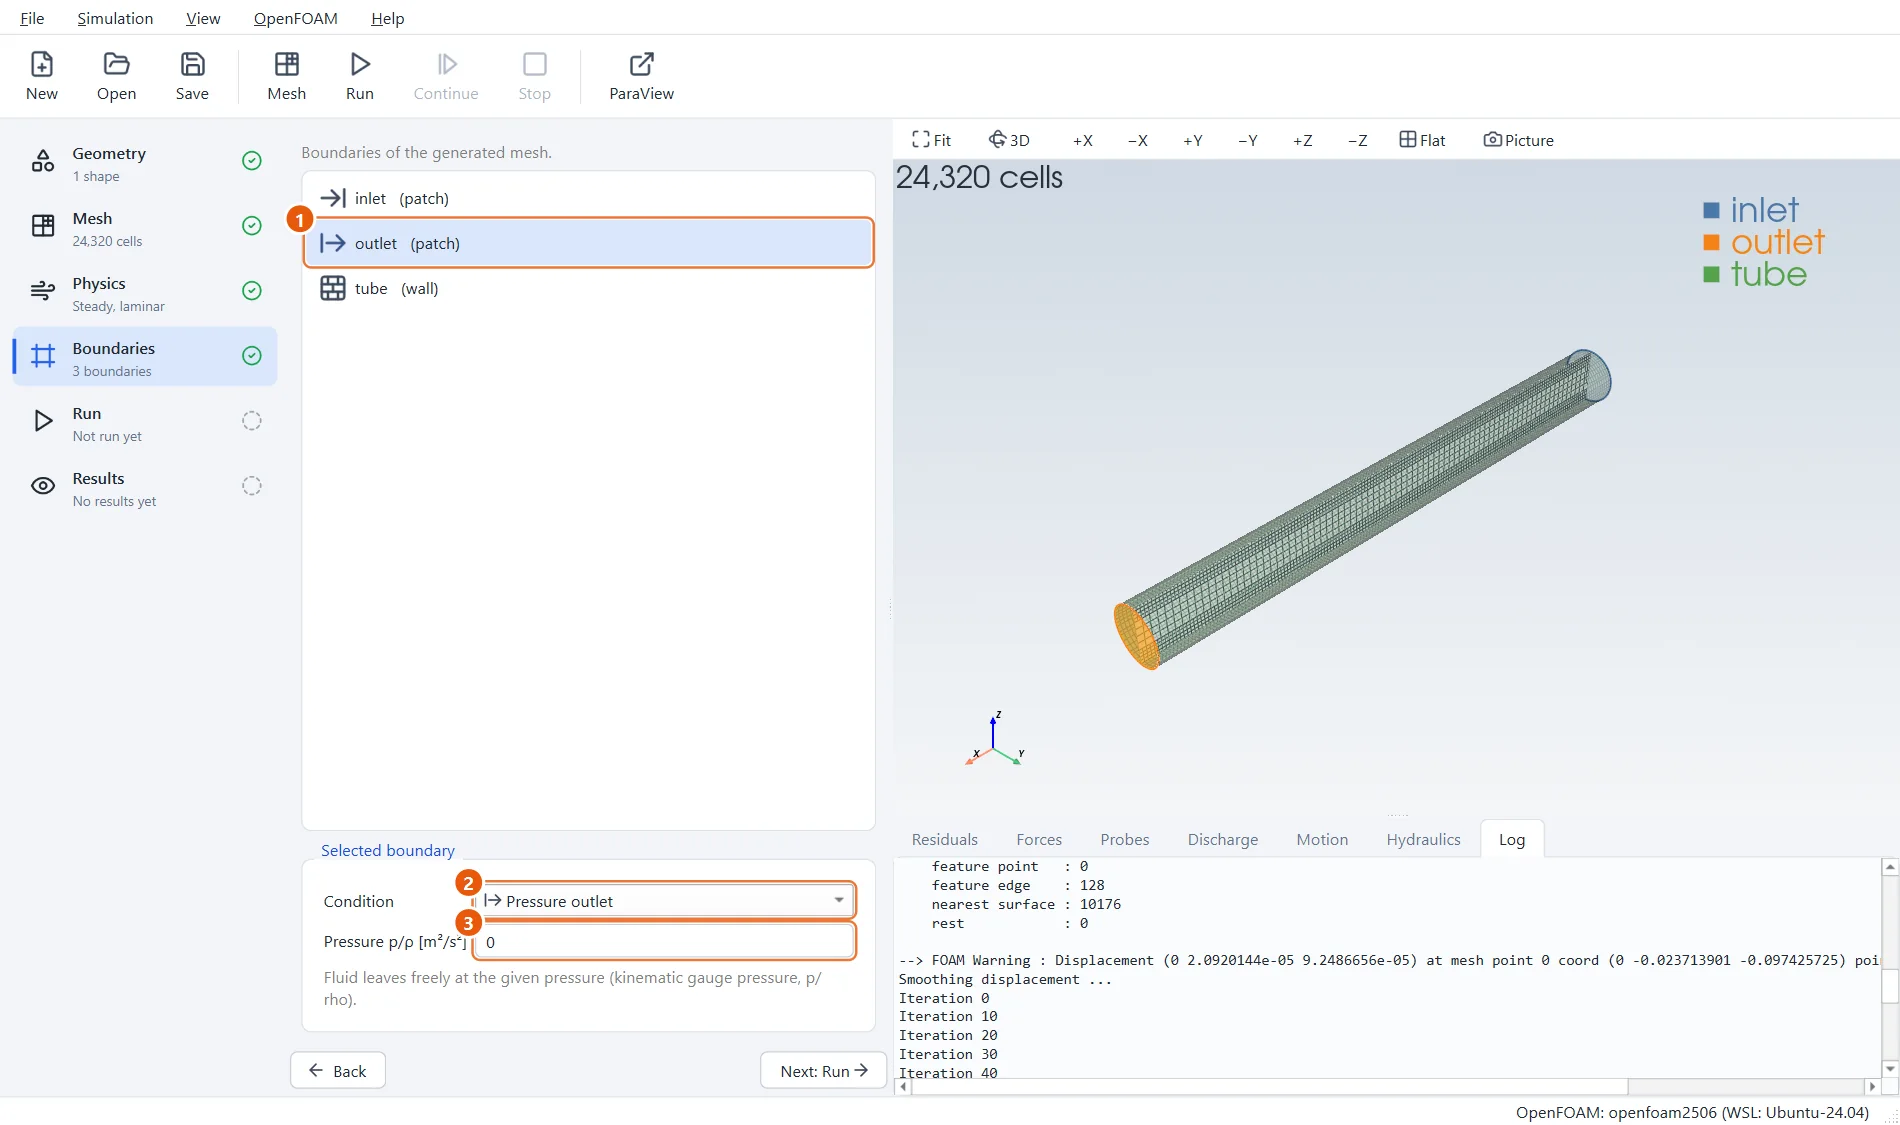 File Simulation View OpenFOAM Help
New Open Save Mesh Run Continue Stop ParaView
Geometry
1 shape
Mesh
24,320 cells
Physics
Steady, laminar
Boundaries
3 boundaries
Run
Not run yet
Results
No results yet
Boundaries of the generated mesh.
inlet (patch)
1
outlet (patch)
tube (wall)
Selected boundary
2
Condition Pressure outlet
3
Pressure p/ρ [m²/s²] 0
Fluid leaves freely at the given pressure (kinematic gauge pressure, p/
rho).
Back Next: Run
Fit 3D +X −X +Y −Y +Z −Z Flat Picture
24,320 cells
inlet
outlet
tube
Z
X Y
Residuals Forces Probes Discharge Motion Hydraulics Log
feature point : 0
feature edge : 128
nearest surface : 10176
rest : 0
--> FOAM Warning : Displacement (0 2.0920144e-05 9.2486656e-05) at mesh point 0 coord (0 -0.023713901 -0.097425725) poi
Smoothing displacement ...
Iteration 0
Iteration 10
Iteration 20
Iteration 30
Iteration 40
OpenFOAM: openfoam2506 (WSL: Ubuntu-24.04)